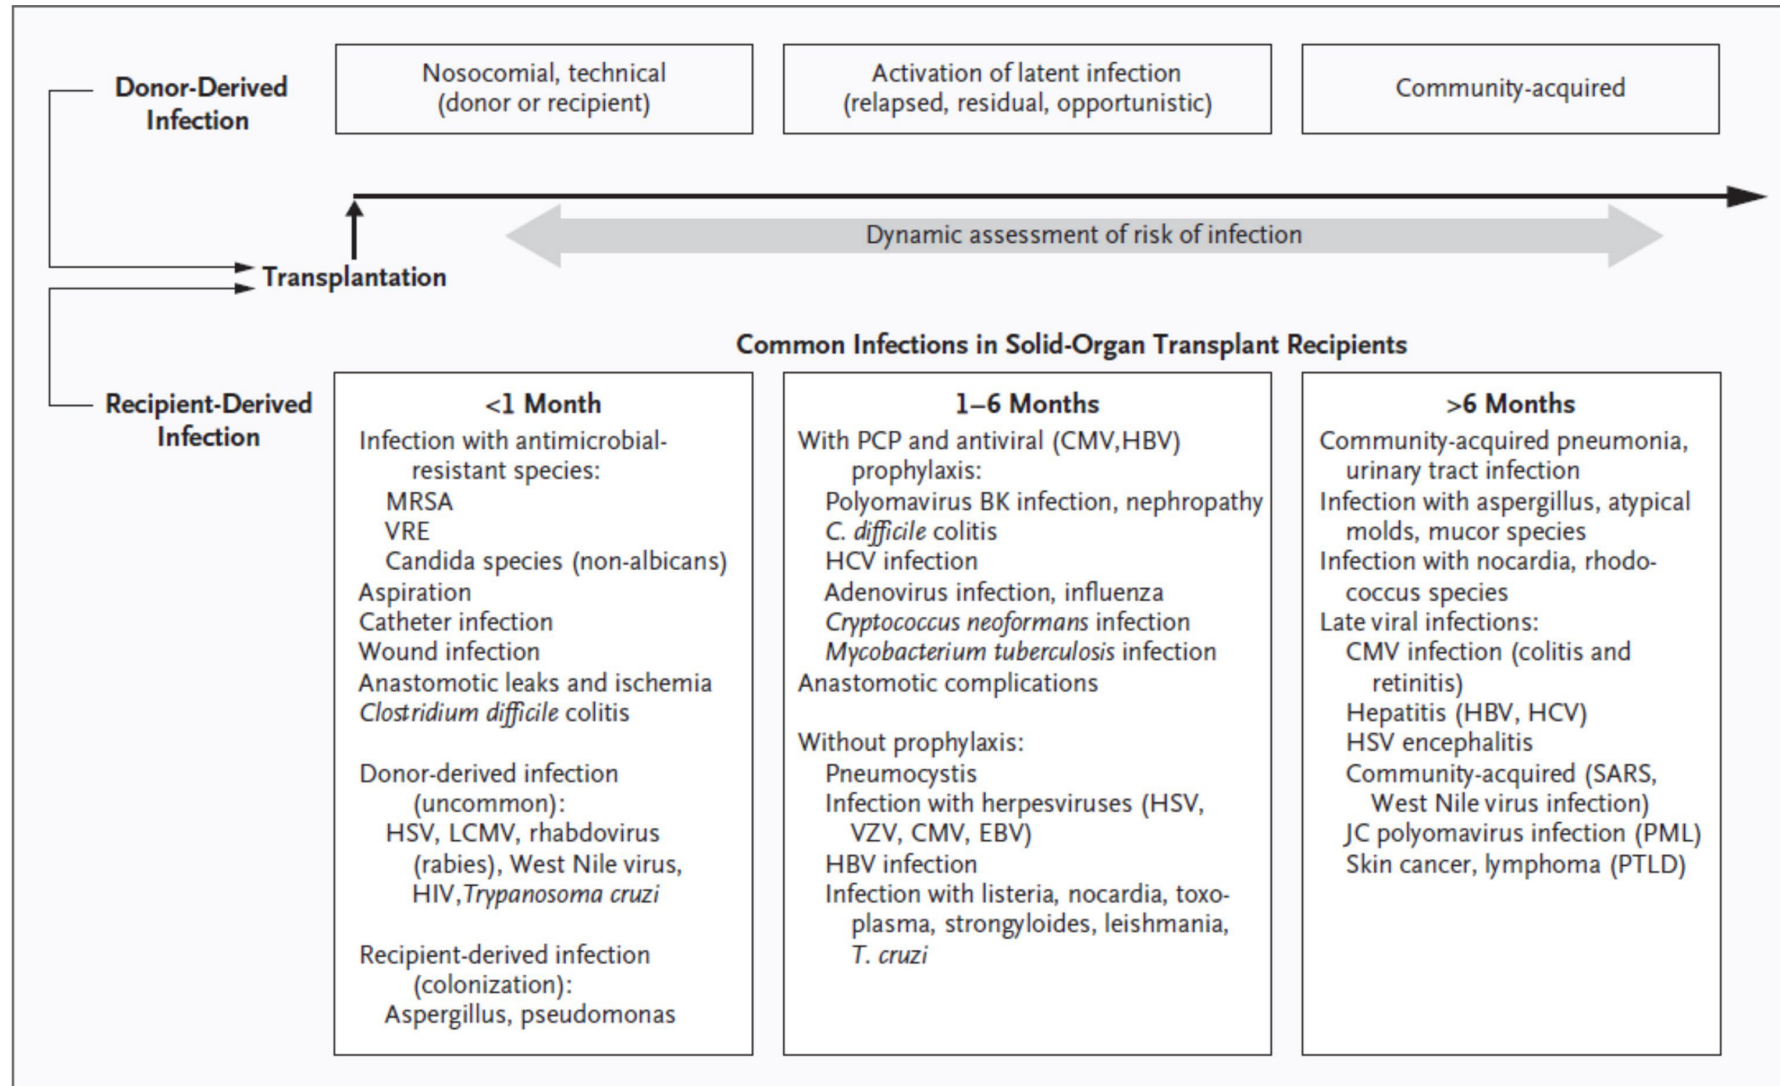 Donor-Derived
Infection
Nosocomial, technical
(donor or recipient)
Activation of latent infection
(relapsed, residual, opportunistic)
Community-acquired
Dynamic assessment of risk of infection
Transplantation
Common Infections in Solid-Organ Transplant Recipients
Recipient-Derived
Infection
<1 Month
Infection with antimicrobial-
resistant species:
MRSA
VRE
Candida species (non-albicans)
Aspiration
Catheter infection
Wound infection
Anastomotic leaks and ischemia
Clostridium difficile colitis
Donor-derived infection
(uncommon):
HSV, LCMV, rhabdovirus
(rabies), West Nile virus,
HIV, Trypanosoma cruzi
Recipient-derived infection
(colonization):
Aspergillus, pseudomonas
1–6 Months
With PCP and antiviral (CMV,HBV)
prophylaxis:
Polyomavirus BK infection, nephropathy
C. difficile colitis
HCV infection
Adenovirus infection, influenza
Cryptococcus neoformans infection
Mycobacterium tuberculosis infection
Anastomotic complications
Without prophylaxis:
Pneumocystis
Infection with herpesviruses (HSV,
VZV, CMV, EBV)
HBV infection
Infection with listeria, nocardia, toxo-
plasma, strongyloides, leishmania,
T. cruzi
>6 Months
Community-acquired pneumonia,
urinary tract infection
Infection with aspergillus, atypical
molds, mucor species
Infection with nocardia, rhodo-
coccus species
Late viral infections:
CMV infection (colitis and
retinitis)
Hepatitis (HBV, HCV)
HSV encephalitis
Community-acquired (SARS,
West Nile virus infection)
JC polyomavirus infection (PML)
Skin cancer, lymphoma (PTLD)